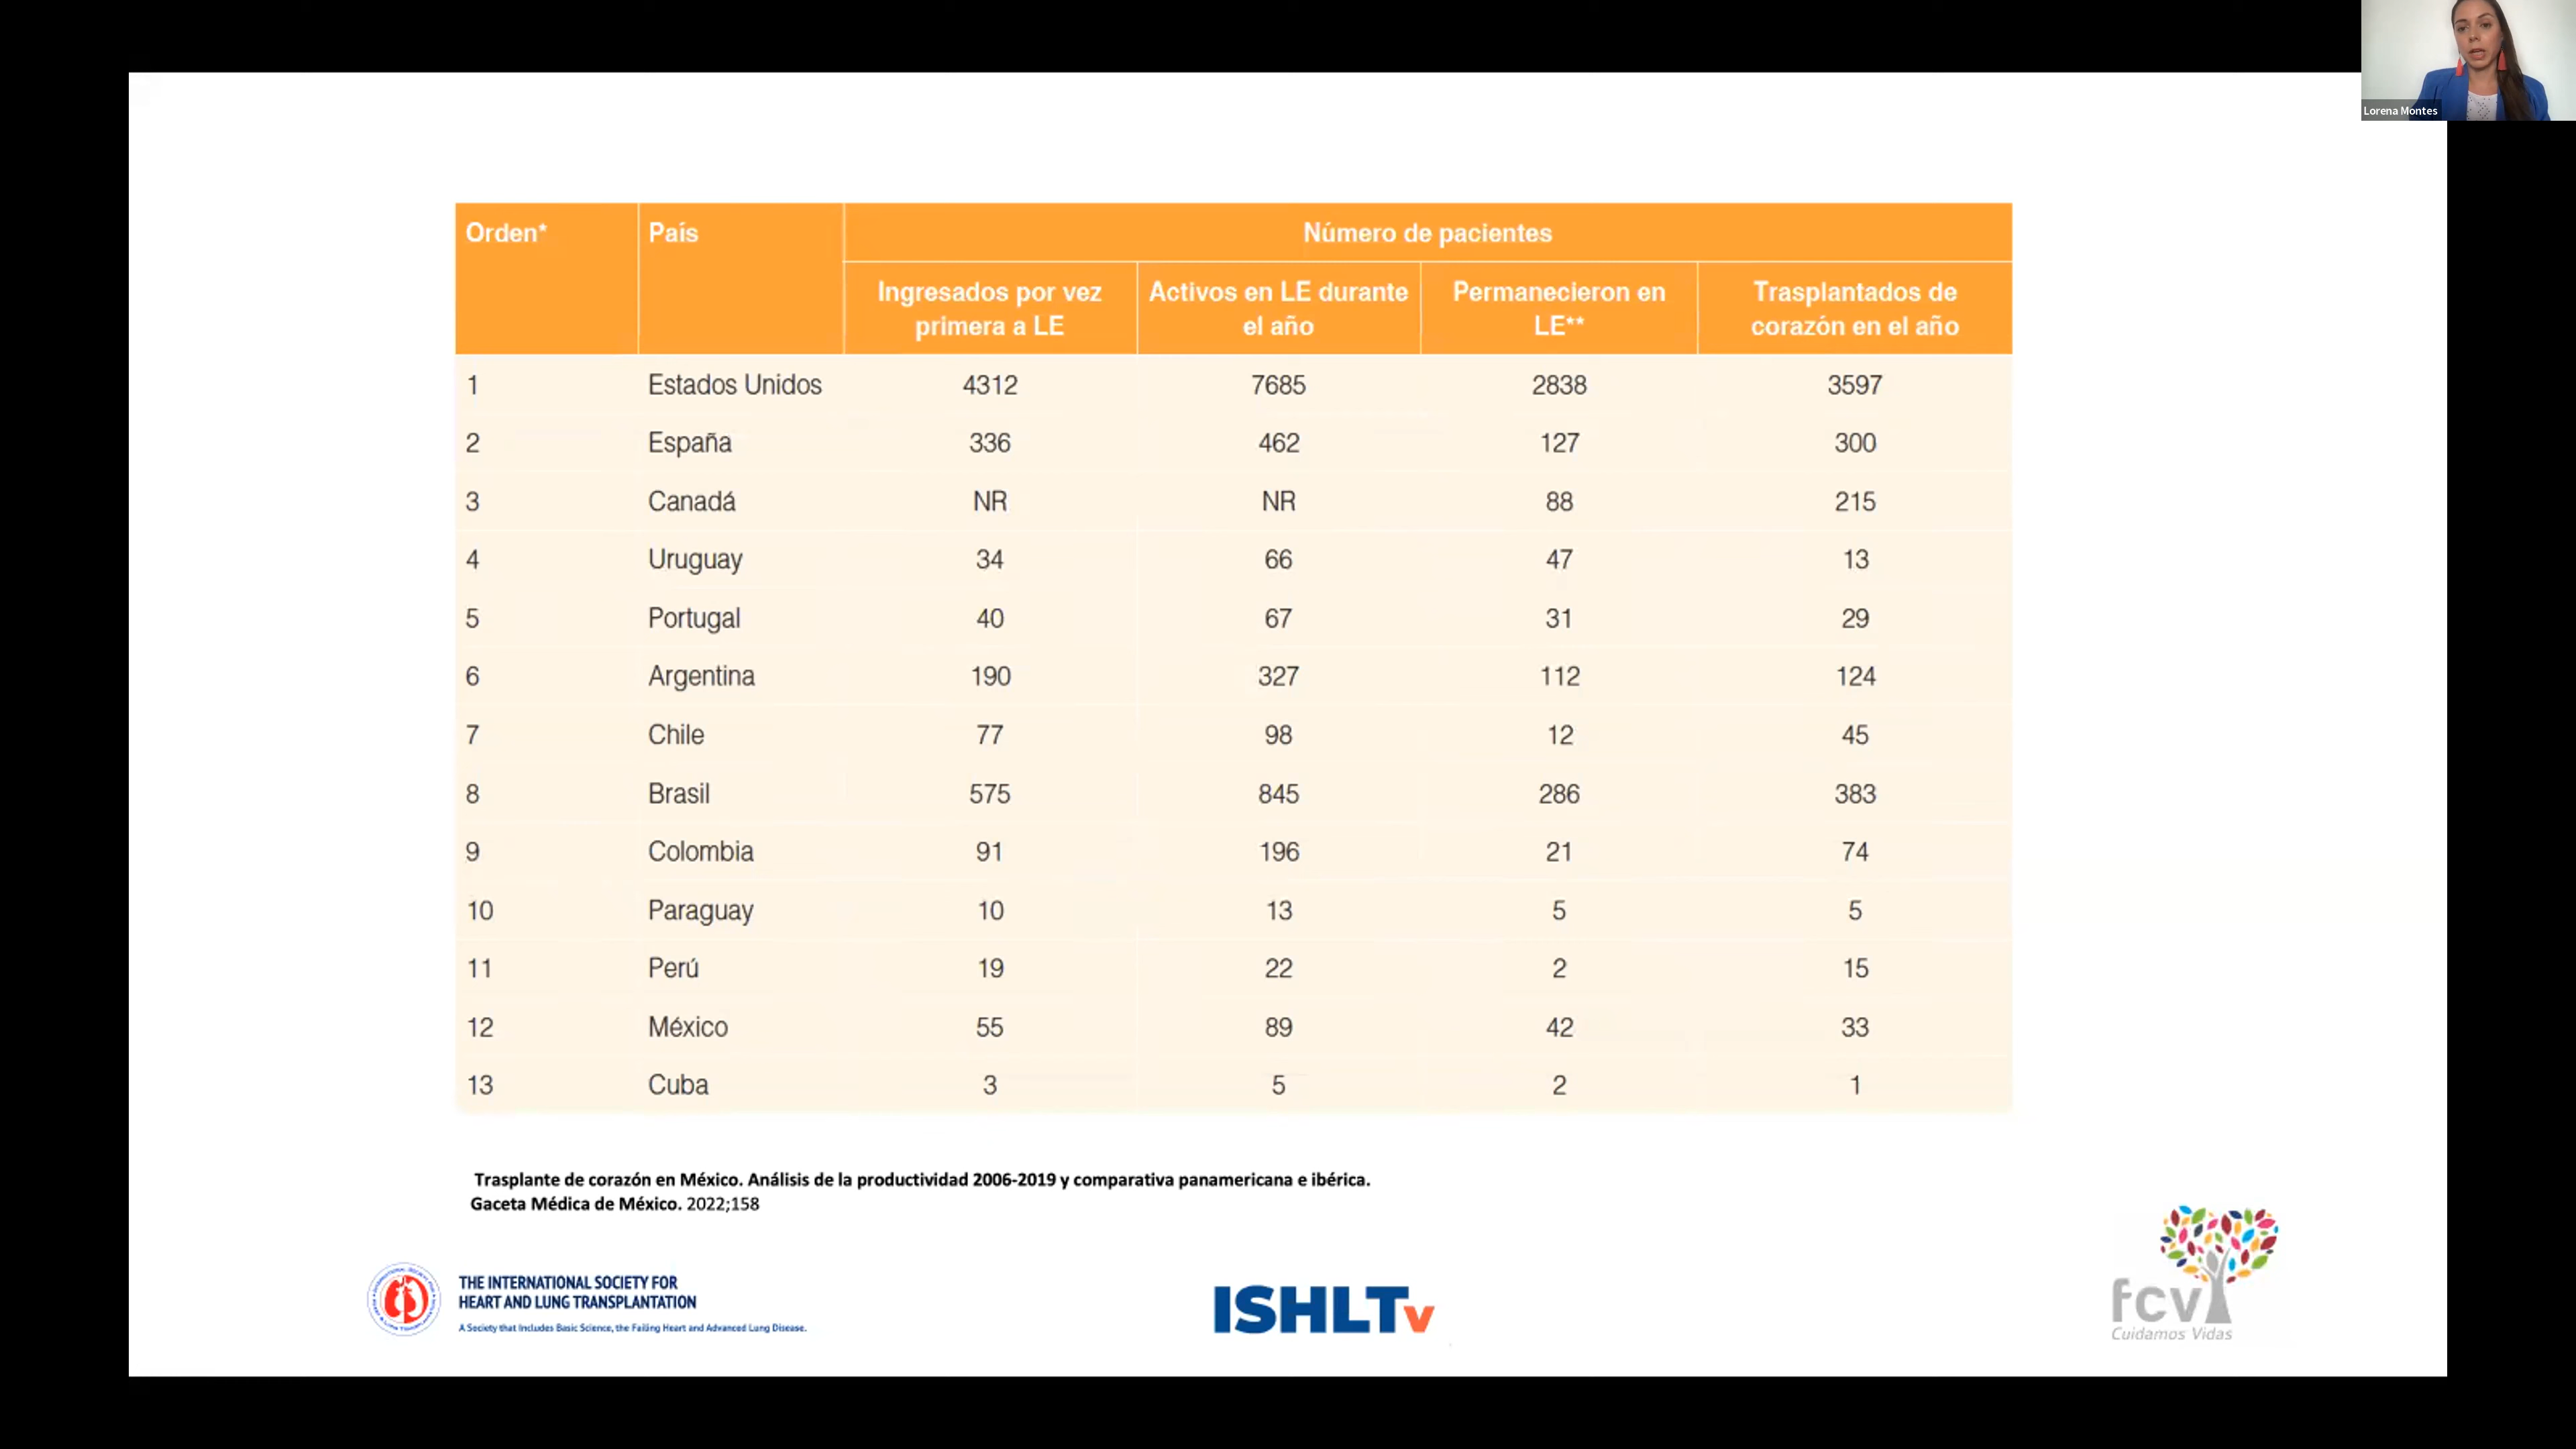 Lorena Montes
Orden* País Número de pacientes
Ingresados por vez primera a LE Activos en LE durante el año Permanecieron en LE** Trasplantados de corazón en el año
1 Estados Unidos 4312 7685 2838 3597
2 España 336 462 127 300
3 Canadá NR NR 88 215
4 Uruguay 34 66 47 13
5 Portugal 40 67 31 29
6 Argentina 190 327 112 124
7 Chile 77 98 12 45
8 Brasil 575 845 286 383
9 Colombia 91 196 21 74
10 Paraguay 10 13 5 5
11 Perú 19 22 2 15
12 México 55 89 42 33
13 Cuba 3 5 2 1
Trasplante de corazón en México. Análisis de la productividad 2006-2019 y comparativa panamericana e ibérica.
Gaceta Médica de México. 2022;158
THE INTERNATIONAL SOCIETY FOR
HEART AND LUNG TRANSPLANTATION
A Society that Includes Basic Science, the Failing Heart and Advanced Lung Disease.
ISHLTv
fcv
Cuidamos Vidas